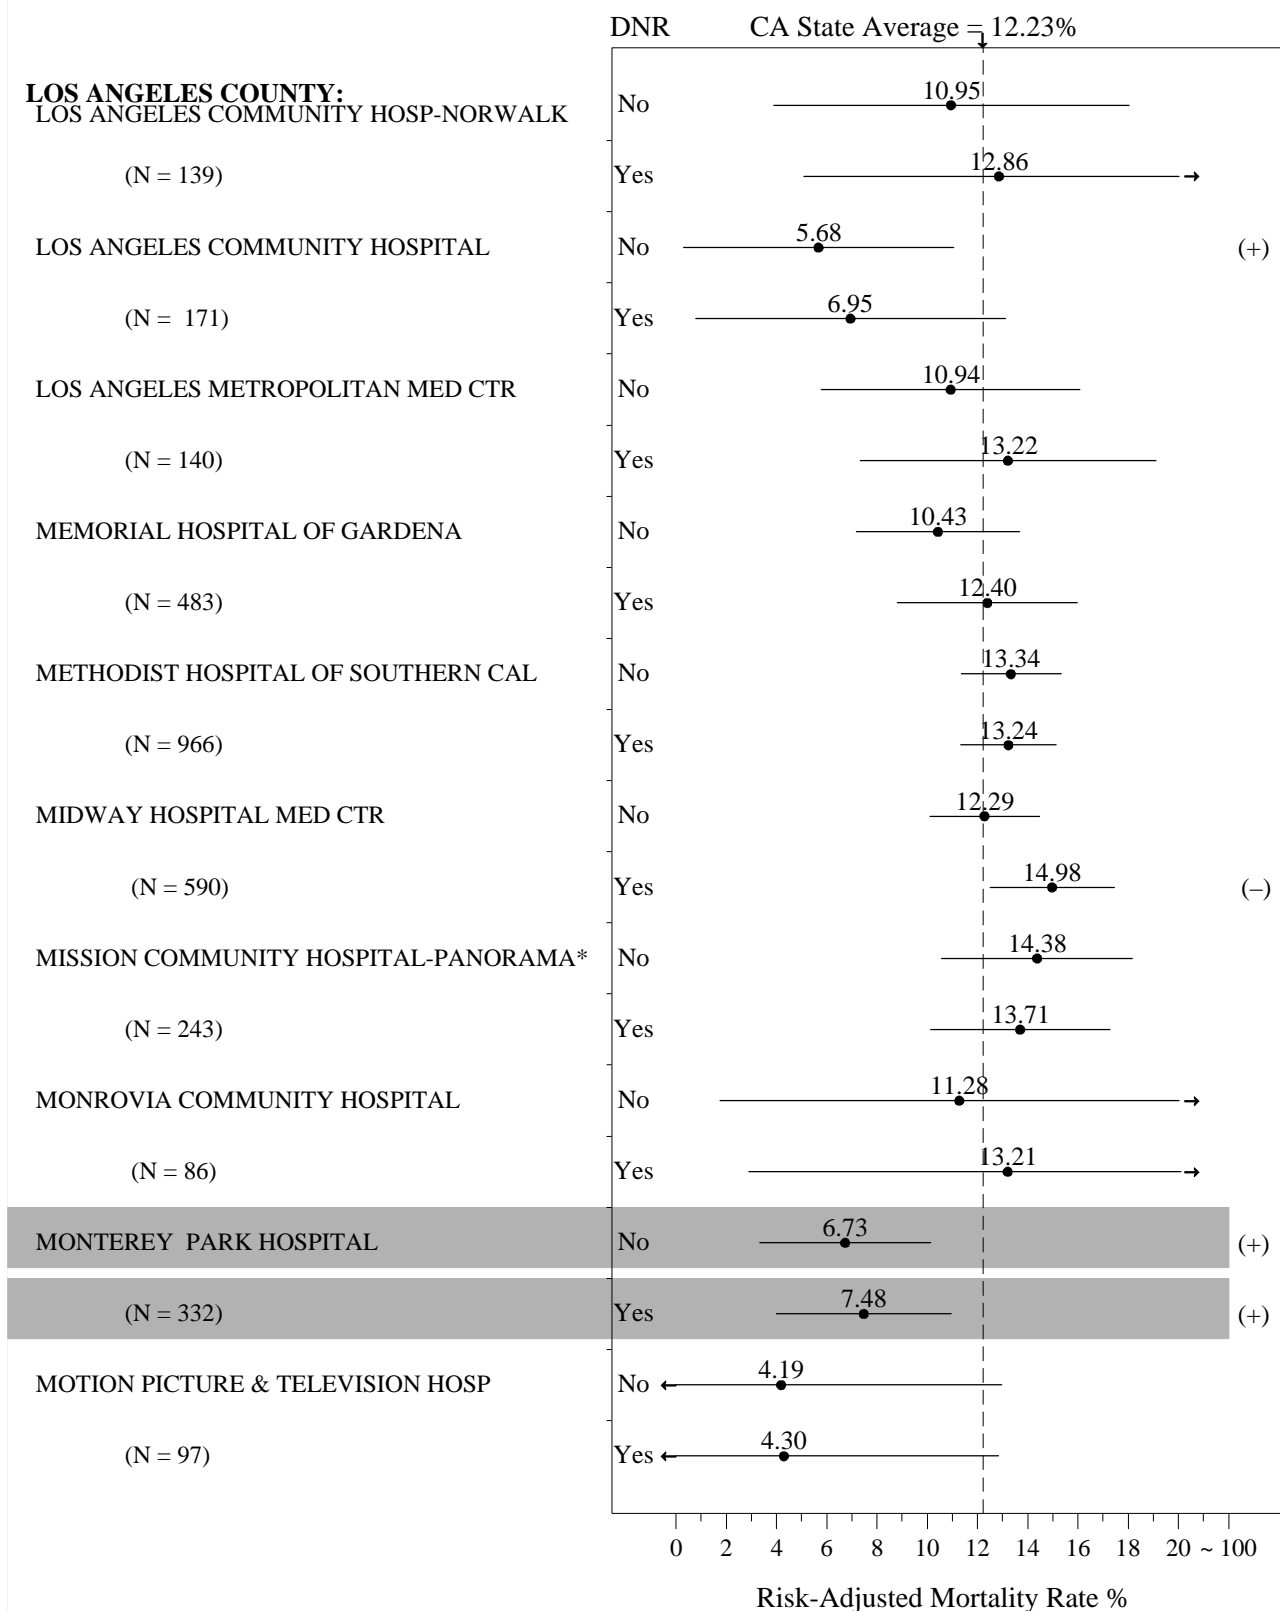 DNR CA State Average = 12.23%
LOS ANGELES COUNTY:
LOS ANGELES COMMUNITY HOSP-NORWALK No 10.95
(N = 139) Yes 12.86
LOS ANGELES COMMUNITY HOSPITAL No 5.68 (+)
(N = 171) Yes 6.95
LOS ANGELES METROPOLITAN MED CTR No 10.94
(N = 140) Yes 13.22
MEMORIAL HOSPITAL OF GARDENA No 10.43
(N = 483) Yes 12.40
METHODIST HOSPITAL OF SOUTHERN CAL No 13.34
(N = 966) Yes 13.24
MIDWAY HOSPITAL MED CTR No 12.29
(N = 590) Yes 14.98 (–)
MISSION COMMUNITY HOSPITAL-PANORAMA* No 14.38
(N = 243) Yes 13.71
MONROVIA COMMUNITY HOSPITAL No 11.28
(N = 86) Yes 13.21
MONTEREY PARK HOSPITAL No 6.73 (+)
(N = 332) Yes 7.48 (+)
MOTION PICTURE & TELEVISION HOSP No 4.19
(N = 97) Yes 4.30
0 2 4 6 8 10 12 14 16 18 20 ~ 100
Risk-Adjusted Mortality Rate %